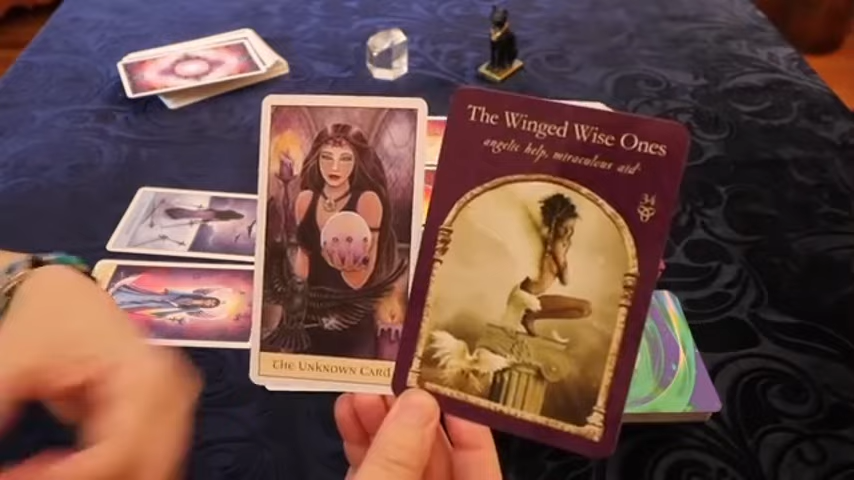 The Unknown Card
The Winged Wise Ones
angelic help, miraculous aid
34